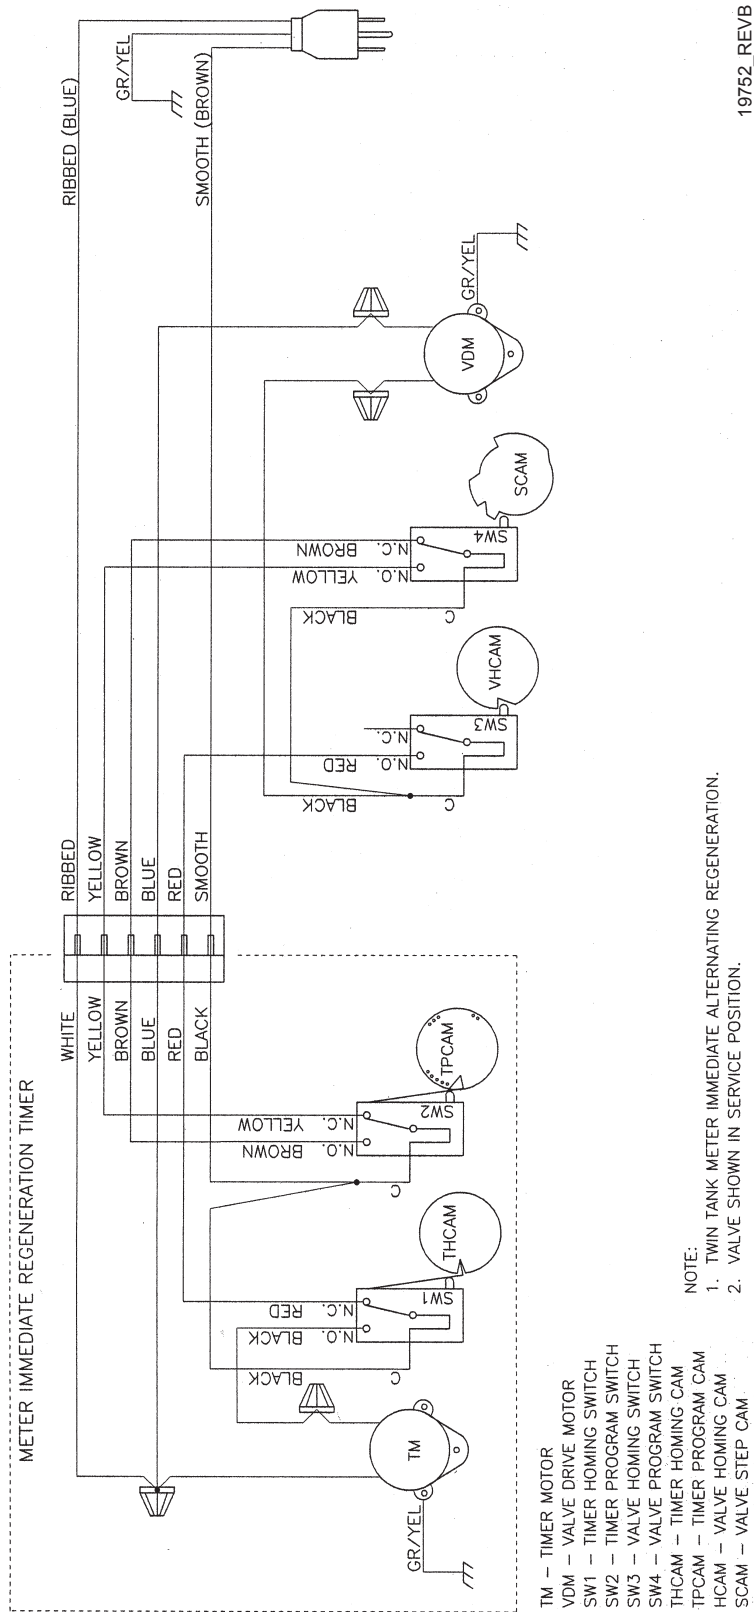 METER IMMEDIATE REGENERATION TIMER
WHITE
YELLOW
BROWN
BLUE
RED
BLACK
RIBBED
YELLOW
BROWN
BLUE
RED
SMOOTH
RIBBED (BLUE)
GR/YEL
SMOOTH (BROWN)
TM
GR/YEL
BLACK
C
BLACK
N.O.
RED
N.C.
SW1
THCAM
C
BROWN
N.O.
YELLOW
N.C.
SW2
TPCAM
BLACK
C
RED
N.O.
N.C.
SW3
VHCAM
BLACK
C
YELLOW
N.O.
BROWN
N.C.
SW4
SCAM
VDM
GR/YEL
TM – TIMER MOTOR
VDM – VALVE DRIVE MOTOR
SW1 – TIMER HOMING SWITCH
SW2 – TIMER PROGRAM SWITCH
SW3 – VALVE HOMING SWITCH
SW4 – VALVE PROGRAM SWITCH
THCAM – TIMER HOMING CAM
TPCAM – TIMER PROGRAM CAM
HCAM – VALVE HOMING CAM
SCAM – VALVE STEP CAM
NOTE:
1. TWIN TANK METER IMMEDIATE ALTERNATING REGENERATION.
2. VALVE SHOWN IN SERVICE POSITION.
19752_REVB